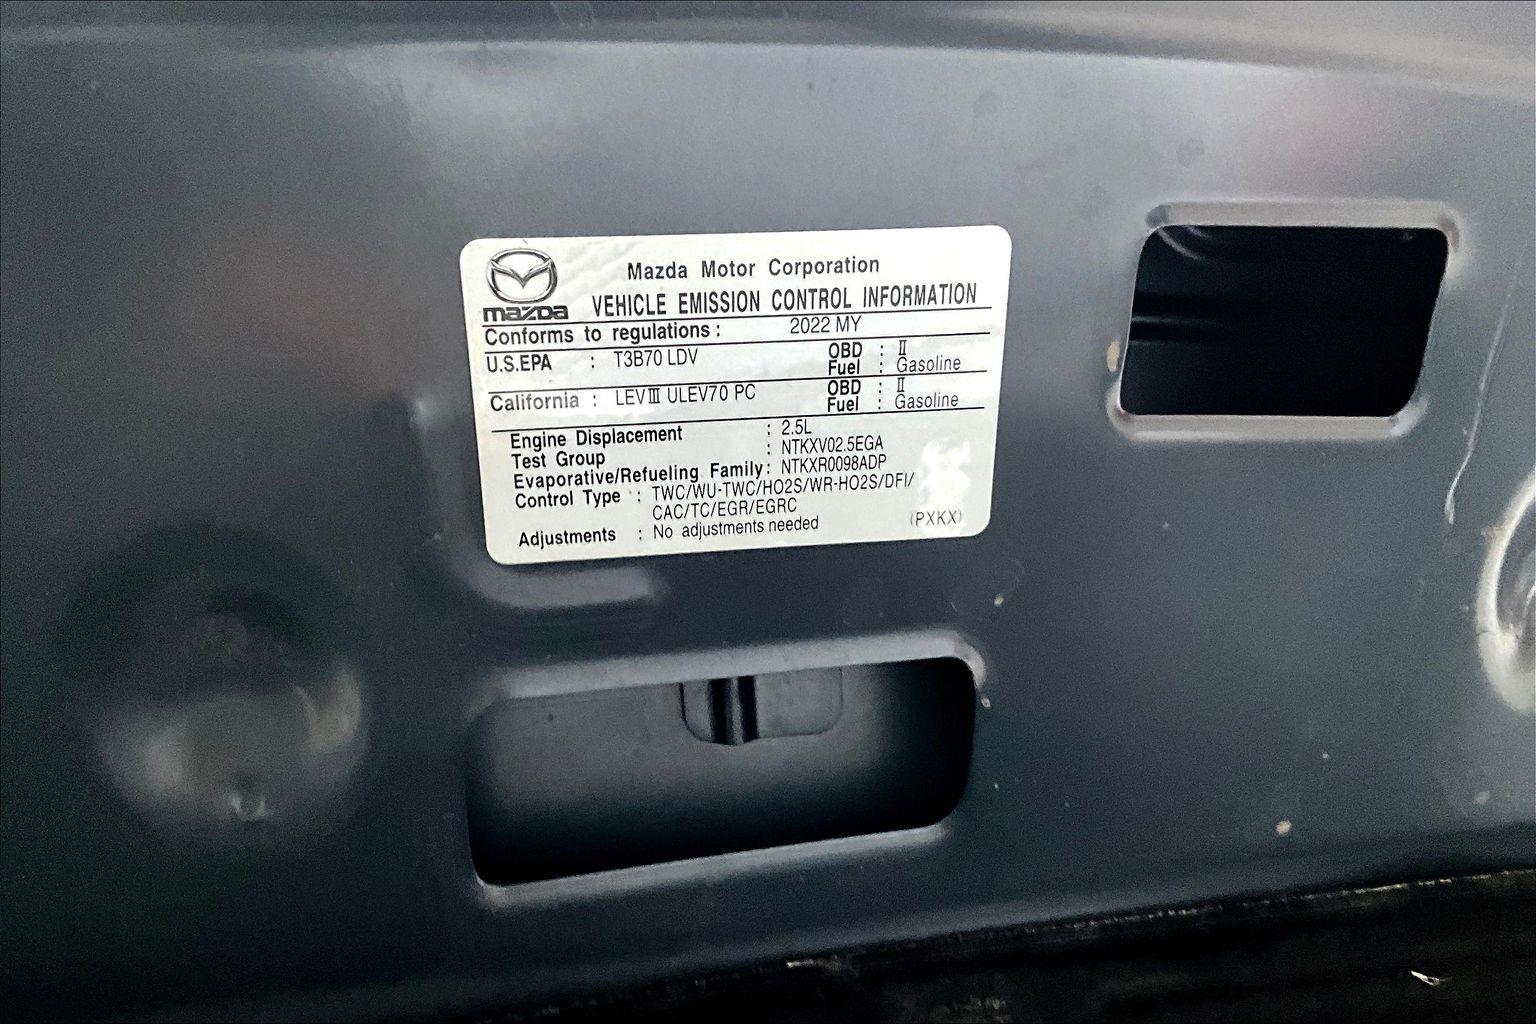 Mazda Motor Corporation
mazda VEHICLE EMISSION CONTROL INFORMATION
Conforms to regulations : 2022 MY
U.S.EPA : T3B70 LDV OBD : Ⅱ
Fuel : Gasoline
California : LEVⅢ ULEV70 PC OBD : Ⅱ
Fuel : Gasoline
Engine Displacement : 2.5L
Test Group : NTKXV02.5EGA
Evaporative/Refueling Family : NTKXR0098ADP
Control Type : TWC/WU-TWC/HO2S/WR-HO2S/DFI/
CAC/TC/EGR/EGRC
Adjustments : No adjustments needed (PXKX)